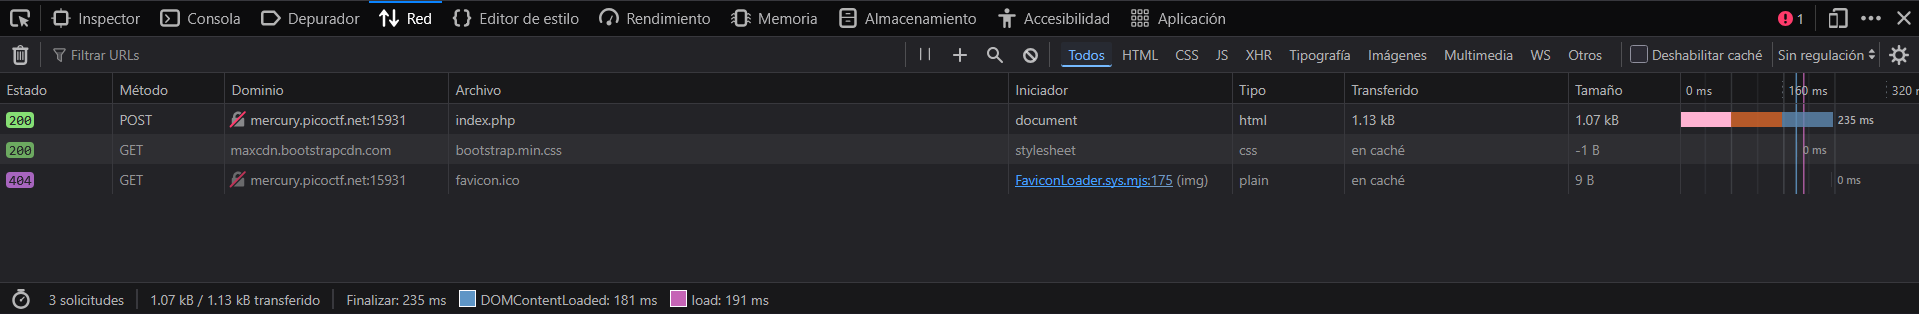 Inspector Consola Depurador Red Editor de estilo Rendimiento Memoria Almacenamiento Accesibilidad Aplicación 1
Filtrar URLs Todos HTML CSS JS XHR Tipografía Imágenes Multimedia WS Otros Deshabilitar caché Sin regulación
Estado Método Dominio Archivo Iniciador Tipo Transferido Tamaño 0 ms 160 ms 320 m
200 POST mercury.picoctf.net:15931 index.php document html 1.13 kB 1.07 kB 235 ms
200 GET maxcdn.bootstrapcdn.com bootstrap.min.css stylesheet css en caché -1 B 0 ms
404 GET mercury.picoctf.net:15931 favicon.ico FaviconLoader.sys.mjs:175 (img) plain en caché 9 B 0 ms
3 solicitudes 1.07 kB / 1.13 kB transferido Finalizar: 235 ms DOMContentLoaded: 181 ms load: 191 ms